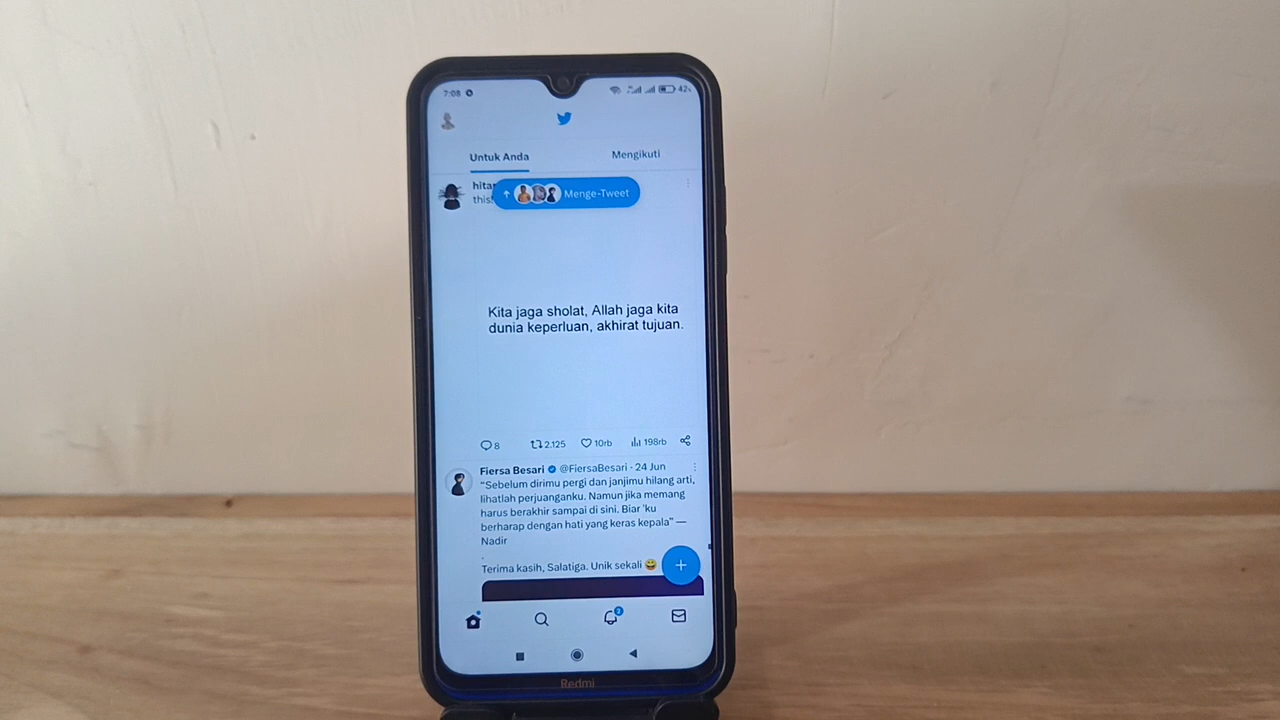 7:08
42%
Untuk Anda
Mengikuti
Menge-Tweet
this!
Kita jaga sholat, Allah jaga kita
dunia keperluan, akhirat tujuan.
8
2.125
10rb
198rb
Fiersa Besari @FiersaBesari · 24 Jun
“Sebelum dirimu pergi dan janjimu hilang arti,
lihatlah perjuanganku. Namun jika memang
harus berakhir sampai di sini. Biar 'ku
berharap dengan hati yang keras kepala” —
Nadir
.
Terima kasih, Salatiga. Unik sekali 😄
Redmi